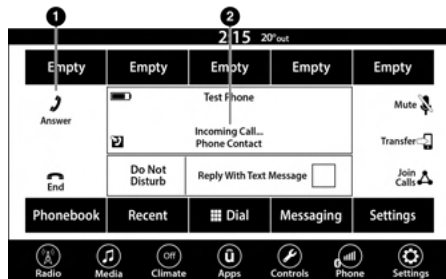 1
2
2:15 20°out
Empty Empty Empty Empty Empty
Test Phone
Answer
Mute
Incoming Call...
Phone Contact
Transfer
End
Do Not
Disturb
Reply With Text Message
Join
Calls
Phonebook Recent Dial Messaging Settings
Off
û
Radio Media Climate Apps Controls Phone Settings